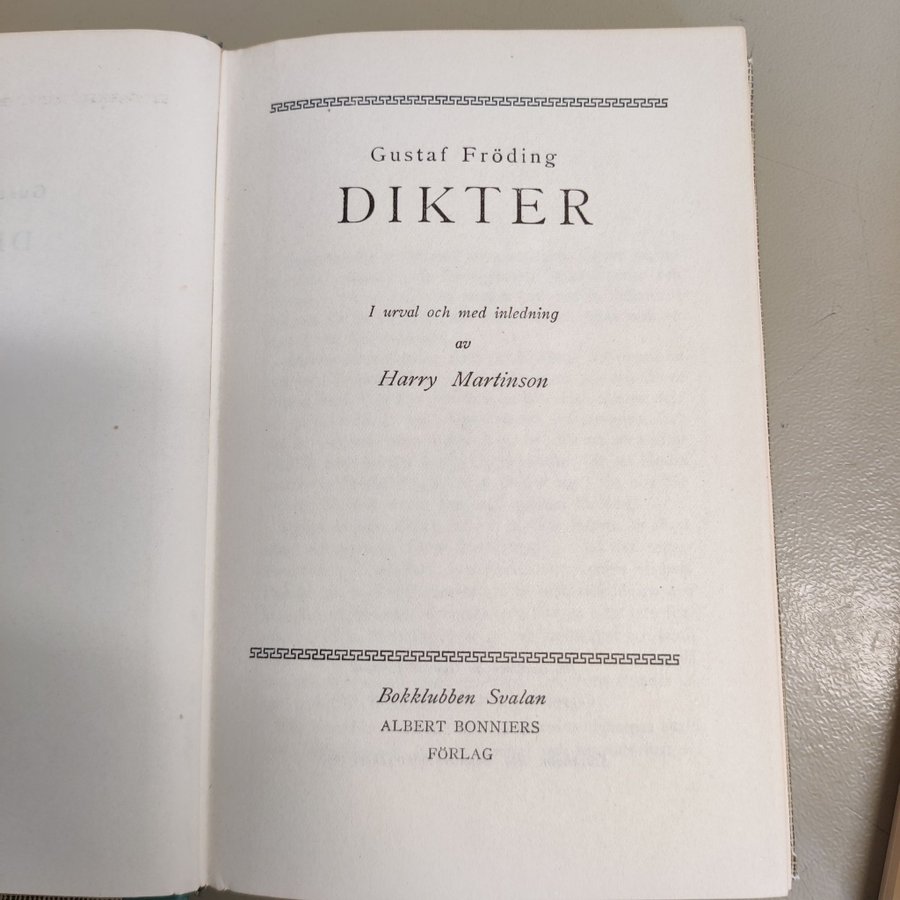 Gustaf Fröding
DIKTER
I urval och med inledning
av
Harry Martinson
Bokklubben Svalan
ALBERT BONNIERS
FÖRLAG